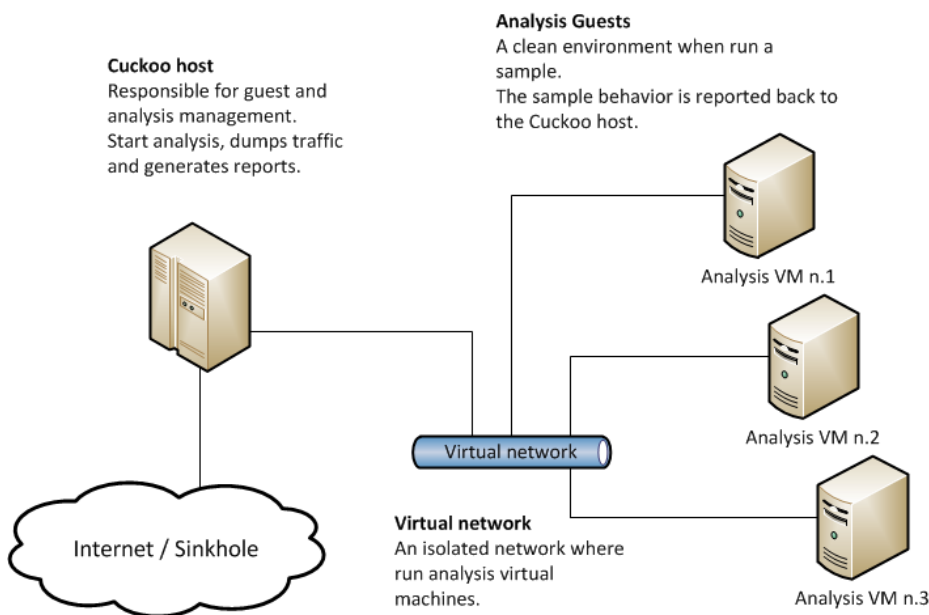 Cuckoo host
Responsible for guest and
analysis management.
Start analysis, dumps traffic
and generates reports.
Analysis Guests
A clean environment when run a
sample.
The sample behavior is reported back to
the Cuckoo host.
Analysis VM n.1
Analysis VM n.2
Virtual network
Internet / Sinkhole
Virtual network
An isolated network where
run analysis virtual
machines.
Analysis VM n.3